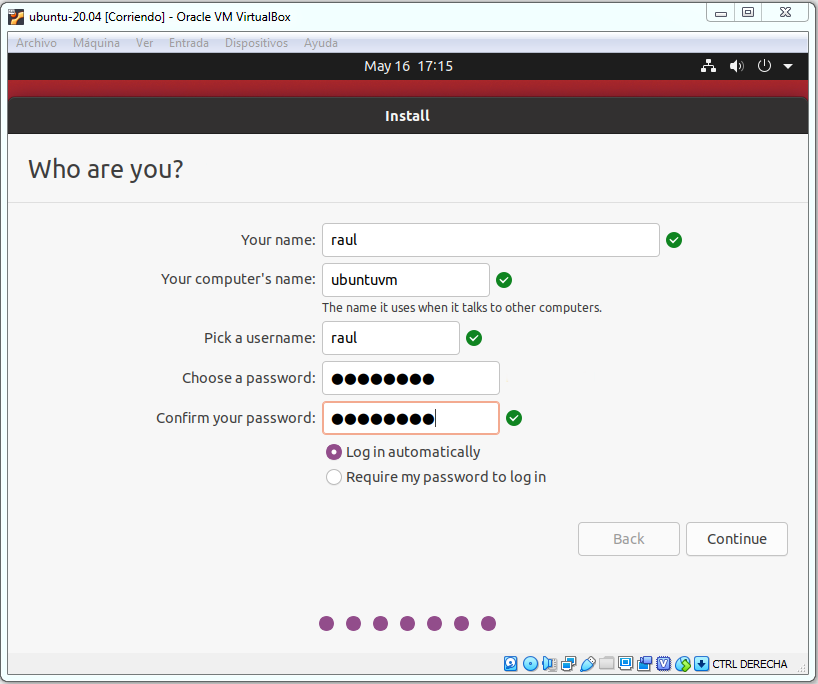 ubuntu-20.04 [Corriendo] - Oracle VM VirtualBox
Archivo Máquina Ver Entrada Dispositivos Ayuda
May 16 17:15
Install
Who are you?
Your name: raul
Your computer's name: ubuntuvm
The name it uses when it talks to other computers.
Pick a username: raul
Choose a password: ●●●●●●●●
Confirm your password: ●●●●●●●●
Log in automatically
Require my password to log in
Back Continue
CTRL DERECHA